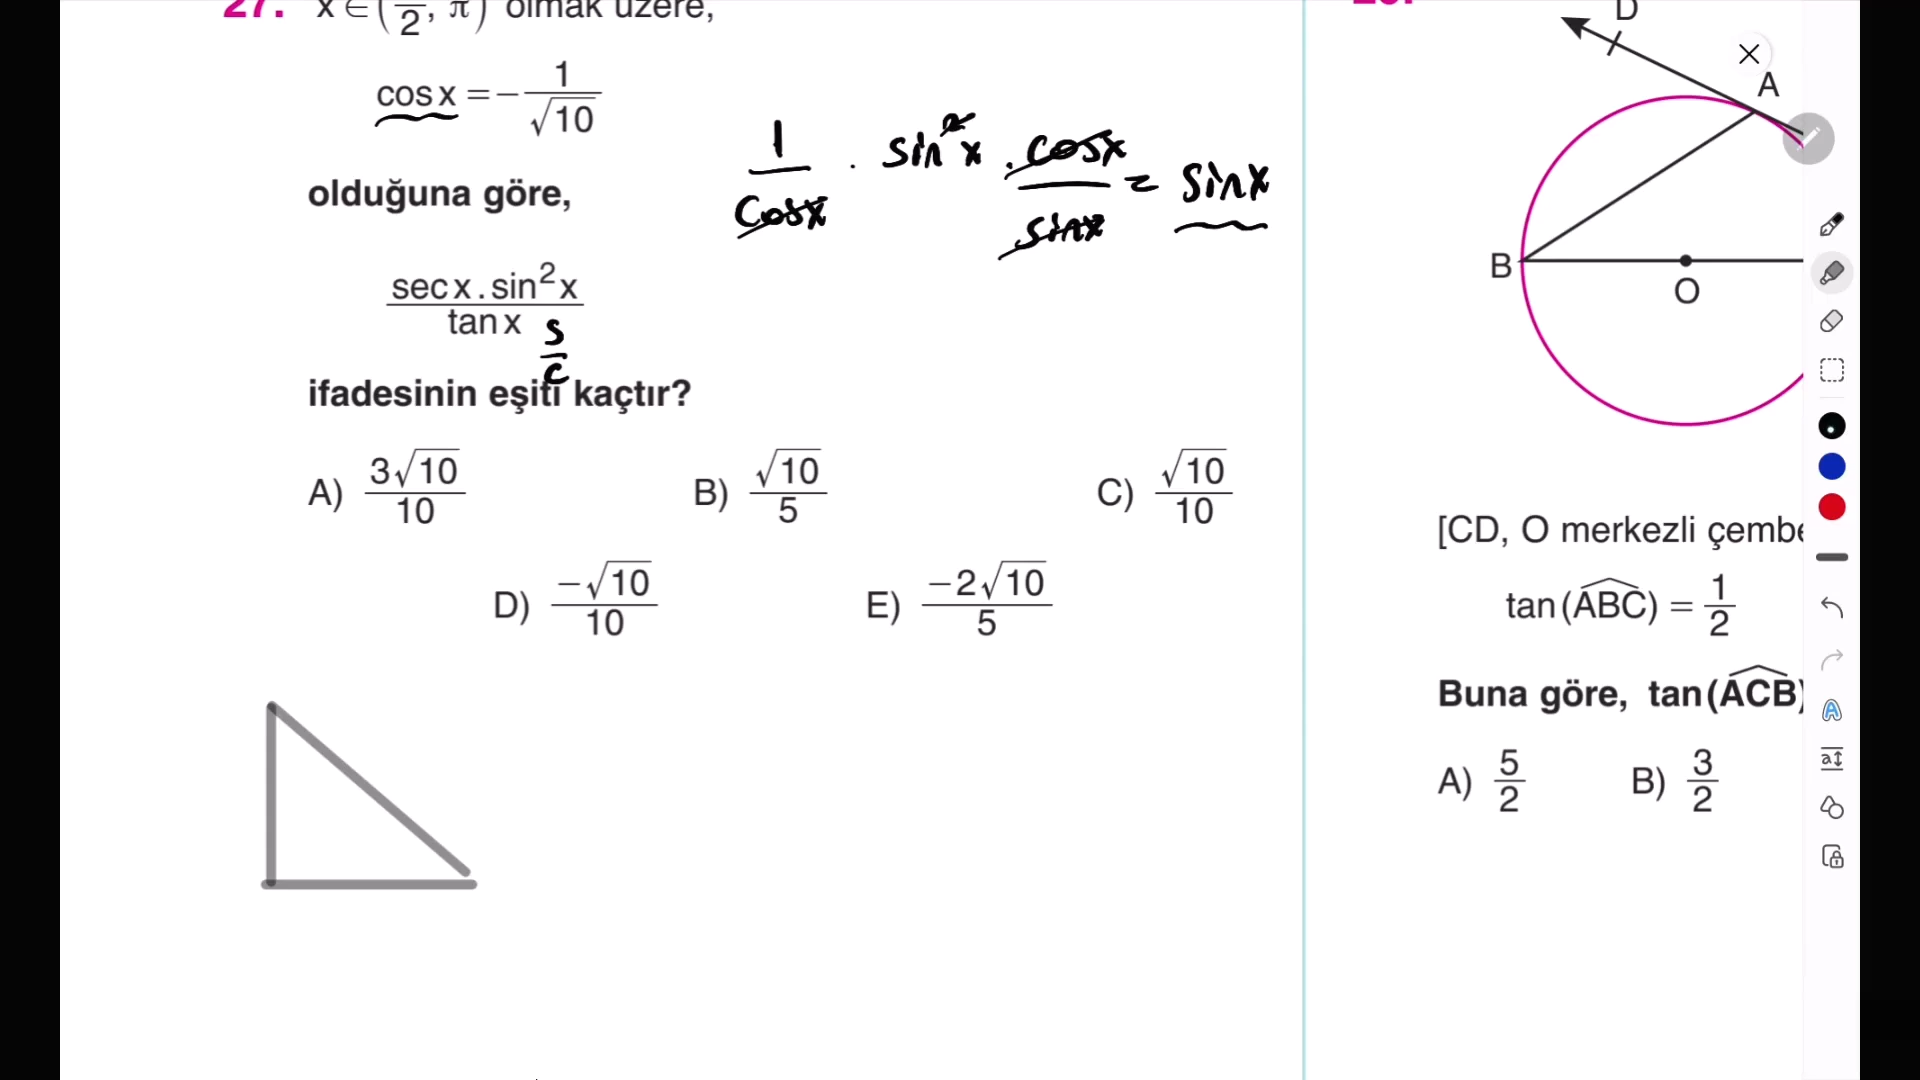 27. x ∈ (π/2, π) olmak üzere,
cos x = − 1/√10
olduğuna göre,
sec x . sin²x / tan x
s/c
1/cosx . sin²x . cosx/sinx = sinx
ifadesinin eşiti kaçtır?
A) 3√10/10 B) √10/5 C) √10/10
D) −√10/10 E) −2√10/5
D
A
B
O
[CD, O merkezli çembe
tan(ABC) = 1/2
Buna göre, tan(ACB)
A) 5/2 B) 3/2